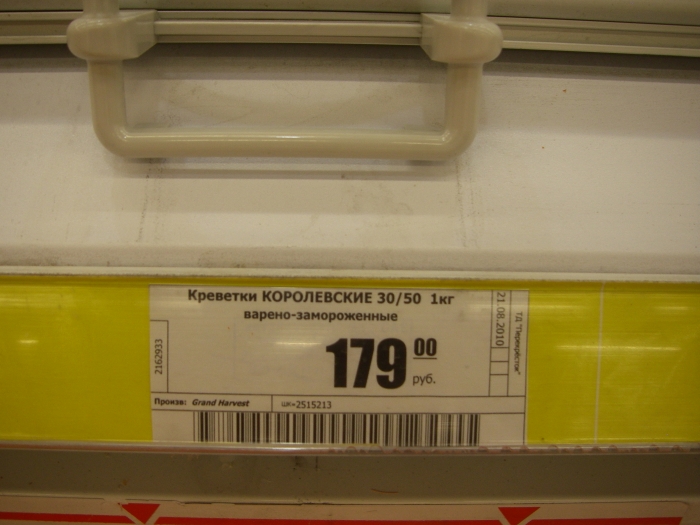 Креветки КОРОЛЕВСКИЕ 30/50 1кг
варено-замороженные
179 00
руб.
2162933
21.08.2010
ТД "Перекрёсток"
Произв: Grand Harvest
шк=2515213